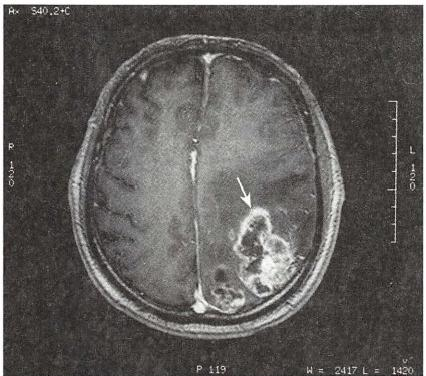 Ax S40.2+C
R
120
L
120
P 119
W = 2417 L = 1420